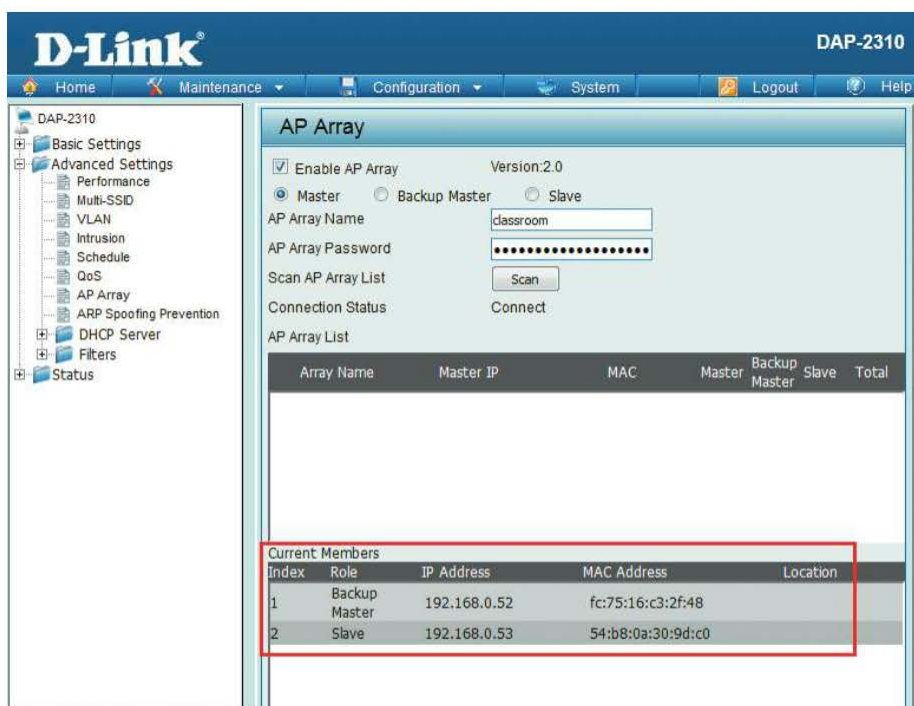 D-Link®
DAP-2310
Home Maintenance Configuration System Logout Help
DAP-2310
Basic Settings
Advanced Settings
Performance
Multi-SSID
VLAN
Intrusion
Schedule
QoS
AP Array
ARP Spoofing Prevention
DHCP Server
Filters
Status
AP Array
Enable AP Array Version:2.0
Master Backup Master Slave
AP Array Name classroom
AP Array Password ●●●●●●●●●●●●●●●●●●●
Scan AP Array List Scan
Connection Status Connect
AP Array List
Array Name Master IP MAC Master Backup Master Slave Total
Current Members
Index Role IP Address MAC Address Location
1 Backup Master 192.168.0.52 fc:75:16:c3:2f:48
2 Slave 192.168.0.53 54:b8:0a:30:9d:c0